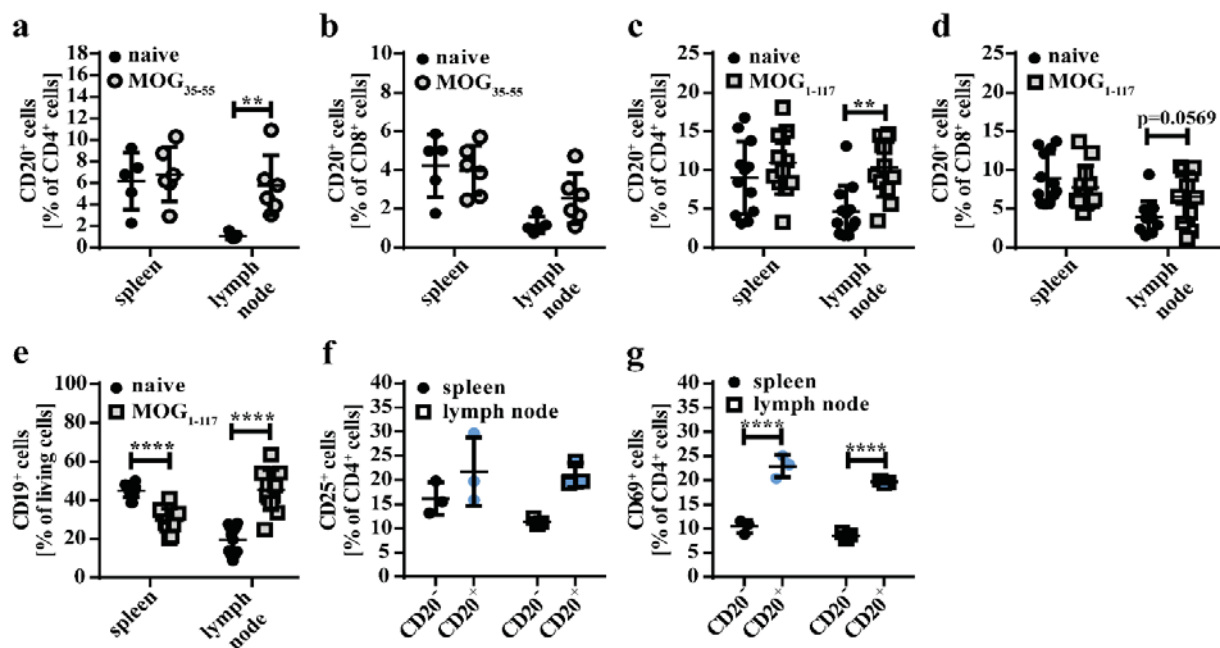 a
CD20+ cells
[% of CD4+ cells]
18
16
14
12
10
8
6
4
2
0
naive
MOG35-55
**
spleen
lymph
node
b
CD20+ cells
[% of CD8+ cells]
10
8
6
4
2
0
naive
MOG35-55
spleen
lymph
node
c
CD20+ cells
[% of CD4+ cells]
25
20
15
10
5
0
naive
MOG1-117
**
spleen
lymph
node
d
CD20+ cells
[% of CD8+ cells]
25
20
15
10
5
0
naive
MOG1-117
p=0.0569
spleen
lymph
node
e
CD19+ cells
[% of living cells]
100
80
60
40
20
0
naive
MOG1-117
****
****
spleen
lymph
node
f
CD25+ cells
[% of CD4+ cells]
40
35
30
25
20
15
10
5
0
spleen
lymph node
CD20-
CD20+
CD20-
CD20+
g
CD69+ cells
[% of CD4+ cells]
40
35
30
25
20
15
10
5
0
spleen
lymph node
****
****
CD20-
CD20+
CD20-
CD20+